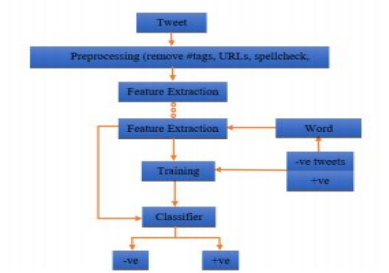 Tweet
Preprocessing (remove #tags, URLs, spellcheck,
Feature Extraction
Feature Extraction
Word
-ve tweets
+ve
Training
Classifier
-ve
+ve